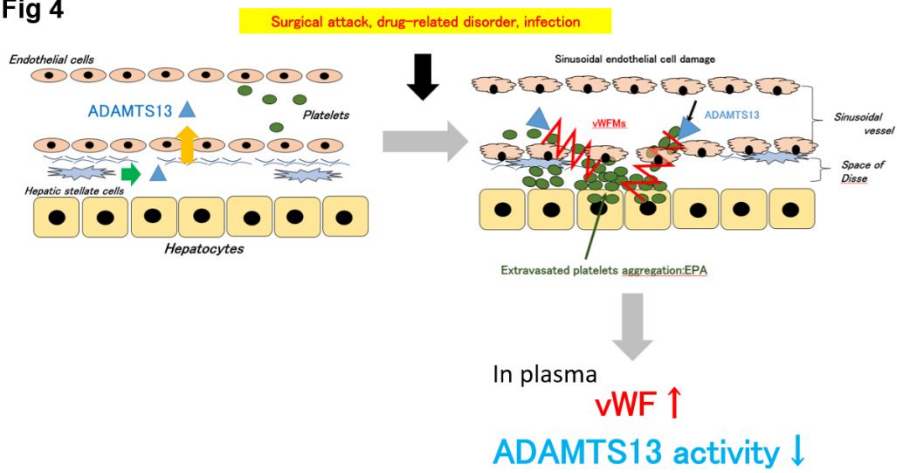 Fig 4
Surgical attack, drug-related disorder, infection
Endothelial cells
ADAMTS13
Platelets
Hepatic stellate cells
Hepatocytes
Sinusoidal endothelial cell damage
vWFMs
ADAMTS13
Sinusoidal
vessel
Space of
Disse
Extravasated platelets aggregation:EPA
In plasma
vWF ↑
ADAMTS13 activity ↓